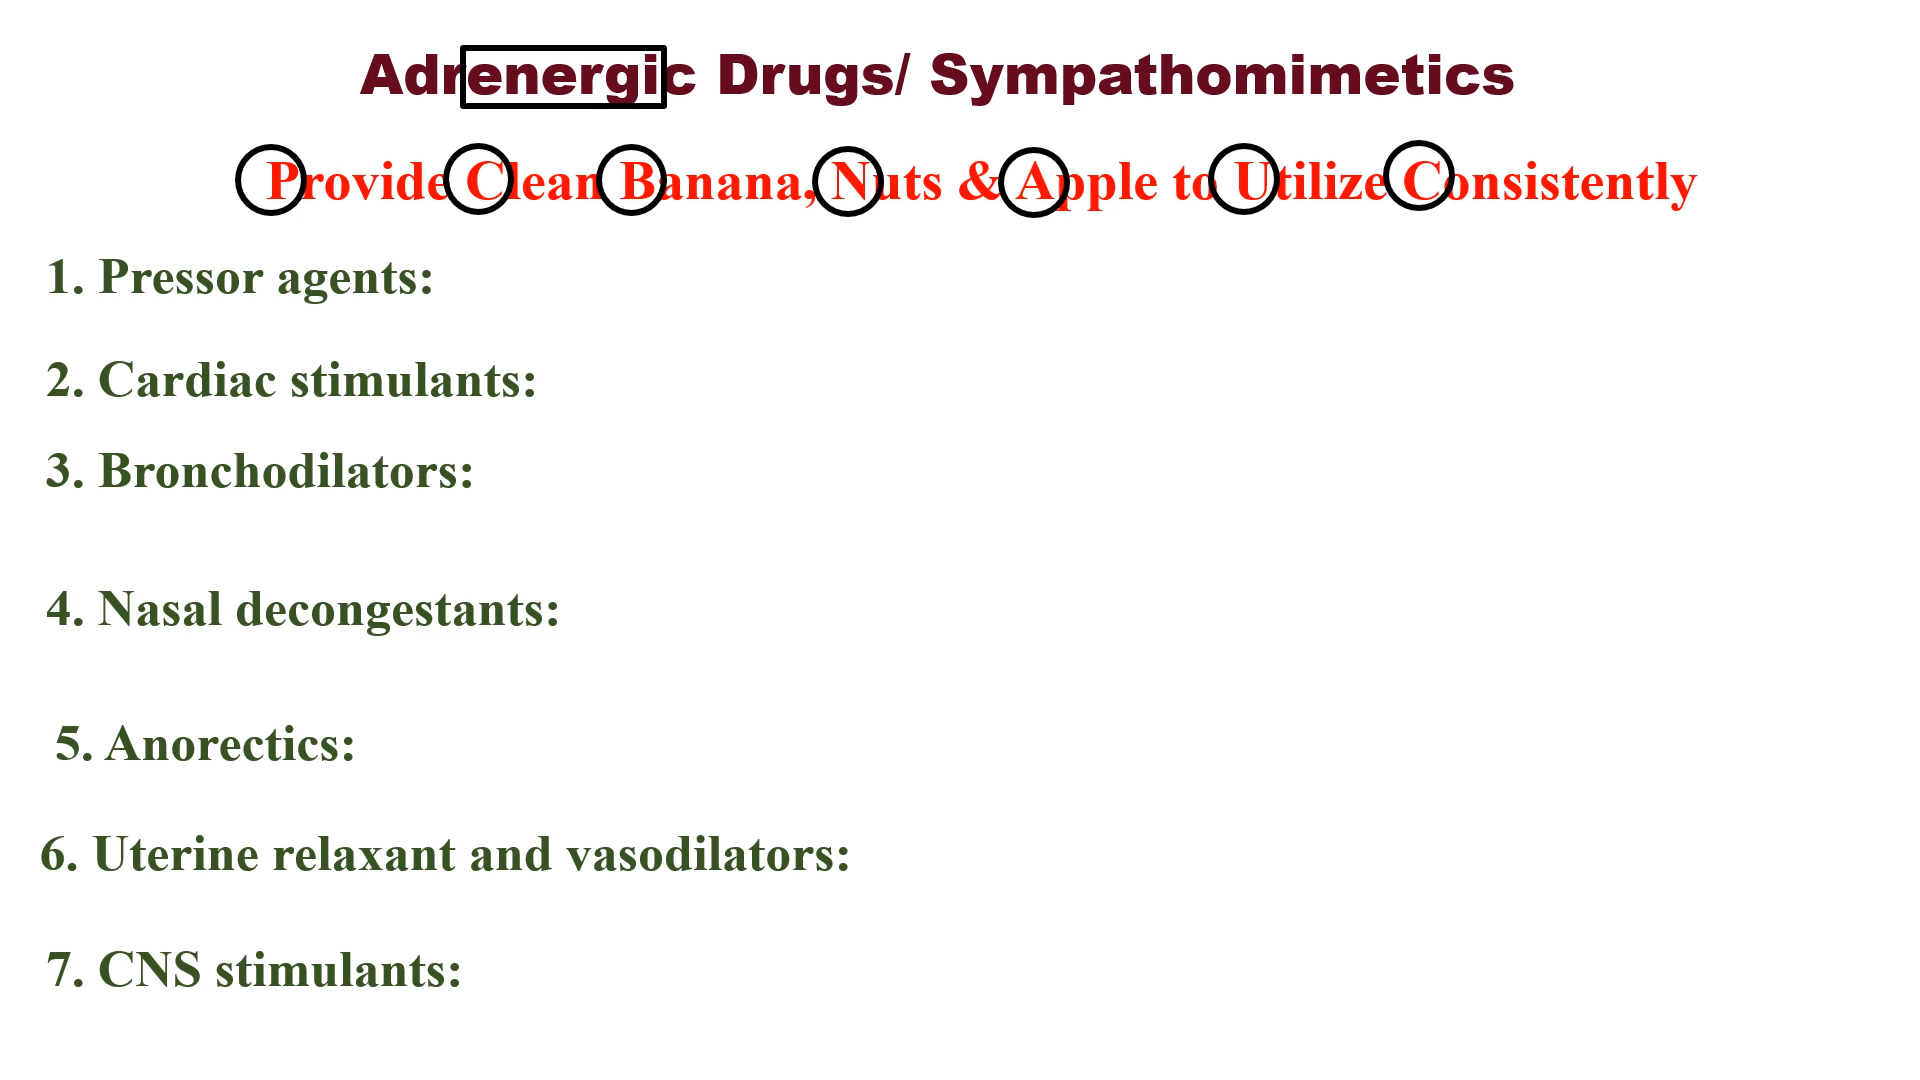 Adrenergic Drugs/ Sympathomimetics
Provide Clean Banana, Nuts & Apple to Utilize Consistently
1. Pressor agents:
2. Cardiac stimulants:
3. Bronchodilators:
4. Nasal decongestants:
5. Anorectics:
6. Uterine relaxant and vasodilators:
7. CNS stimulants: